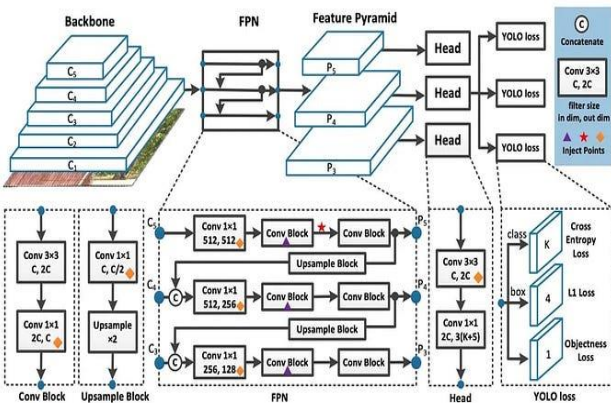 Backbone
FPN
Feature Pyramid
C5
C4
C3
C2
C1
P5
P4
P3
Head
Head
Head
YOLO loss
YOLO loss
YOLO loss
C
Concatenate
Conv 3×3
C, 2C
filter size
in dim, out dim
Inject Points
Conv 3×3
C, 2C
Conv 1×1
2C, C
Conv Block
Conv 1×1
C, C/2
Upsample
×2
Upsample Block
C5
Conv 1×1
512, 512
Conv Block
Conv Block
P5
Upsample Block
C4
C
Conv 1×1
512, 256
Conv Block
Conv Block
P4
Upsample Block
C3
C
Conv 1×1
256, 128
Conv Block
Conv Block
P3
FPN
Conv 3×3
C, 2C
Conv 1×1
2C, 3(K+5)
Head
class
K
Cross
Entropy
Loss
box
4
L1 Loss
1
Objectness
Loss
YOLO loss